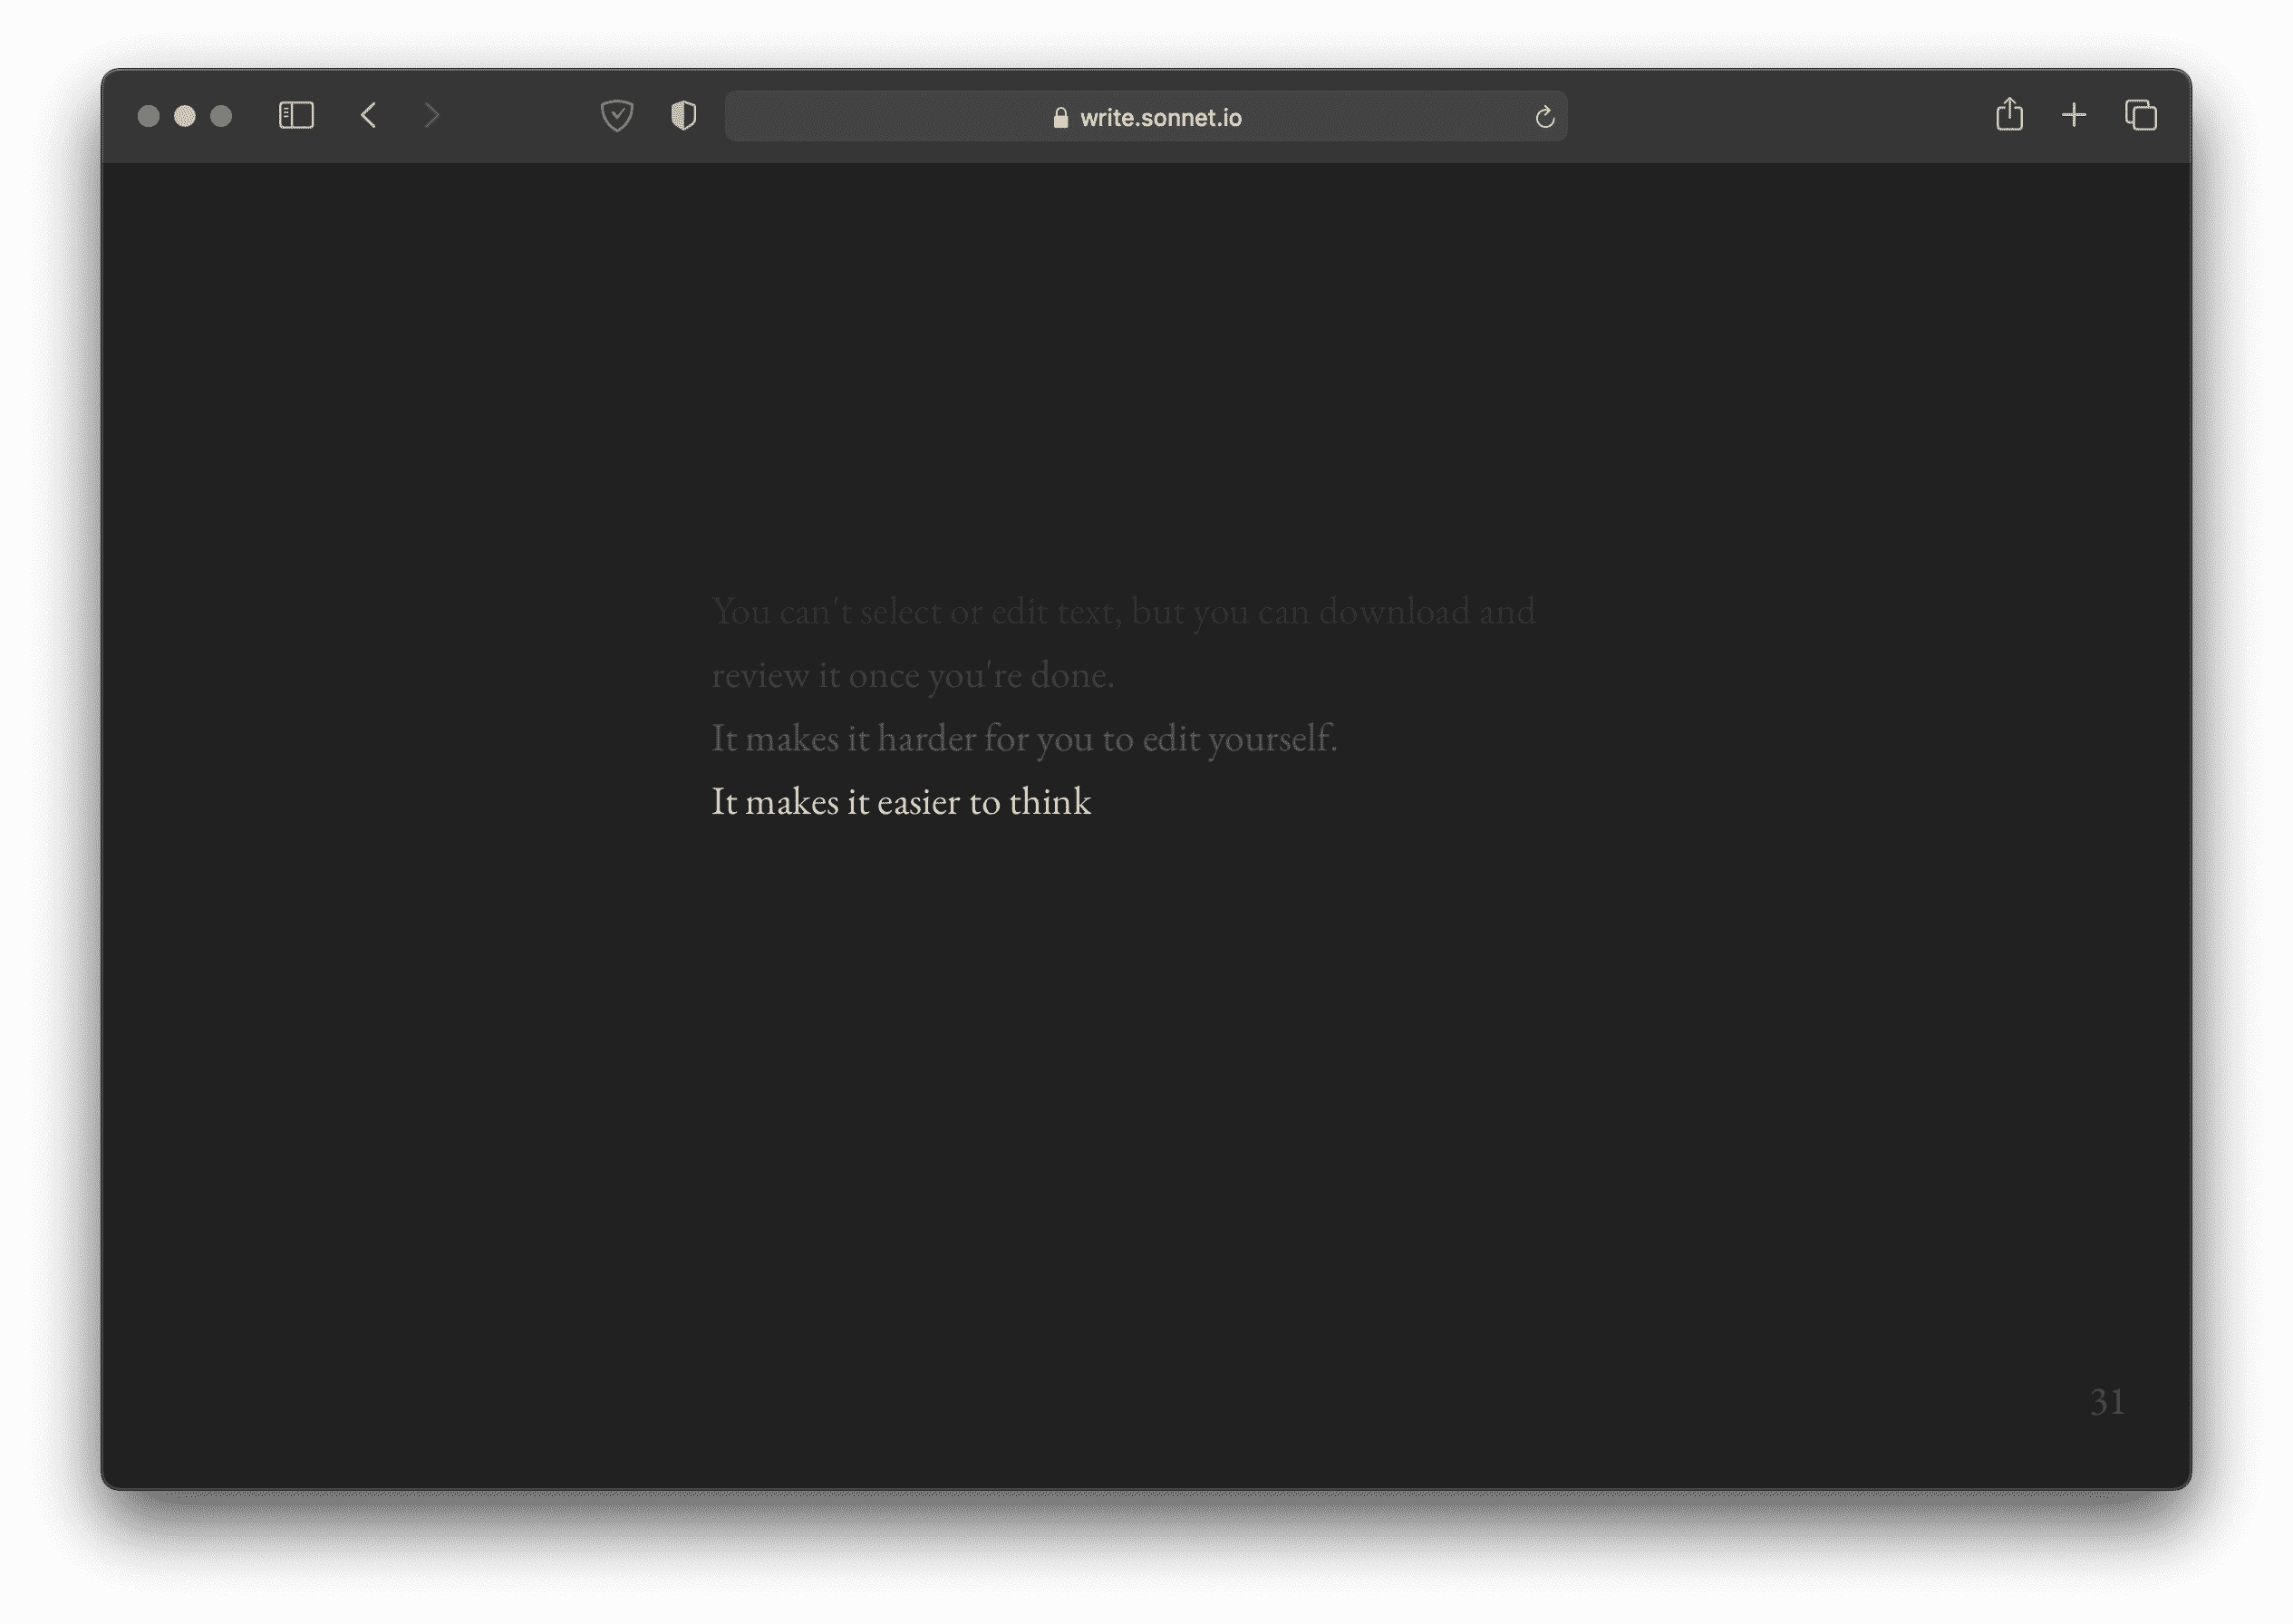 write.sonnet.io
You can't select or edit text, but you can download and
review it once you're done.
It makes it harder for you to edit yourself.
It makes it easier to think
31